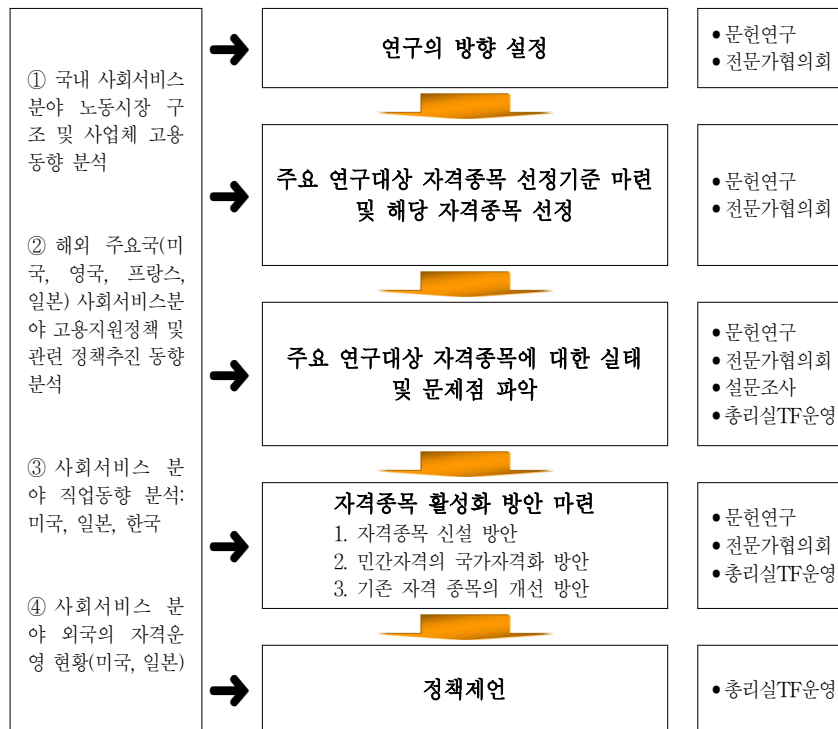 ① 국내 사회서비스
분야 노동시장 구
조 및 사업체 고용
동향 분석
② 해외 주요국(미
국, 영국, 프랑스,
일본) 사회서비스분
야 고용지원정책 및
관련 정책추진 동향
분석
③ 사회서비스 분
야 직업동향 분석:
미국, 일본, 한국
④ 사회서비스 분
야 외국의 자격운
영 현황(미국, 일본)
연구의 방향 설정
• 문헌연구
• 전문가협의회
주요 연구대상 자격종목 선정기준 마련
및 해당 자격종목 선정
• 문헌연구
• 전문가협의회
주요 연구대상 자격종목에 대한 실태
및 문제점 파악
• 문헌연구
• 전문가협의회
• 설문조사
• 총리실TF운영
자격종목 활성화 방안 마련
1. 자격종목 신설 방안
2. 민간자격의 국가자격화 방안
3. 기존 자격 종목의 개선 방안
• 문헌연구
• 전문가협의회
• 총리실TF운영
정책제언
• 총리실TF운영